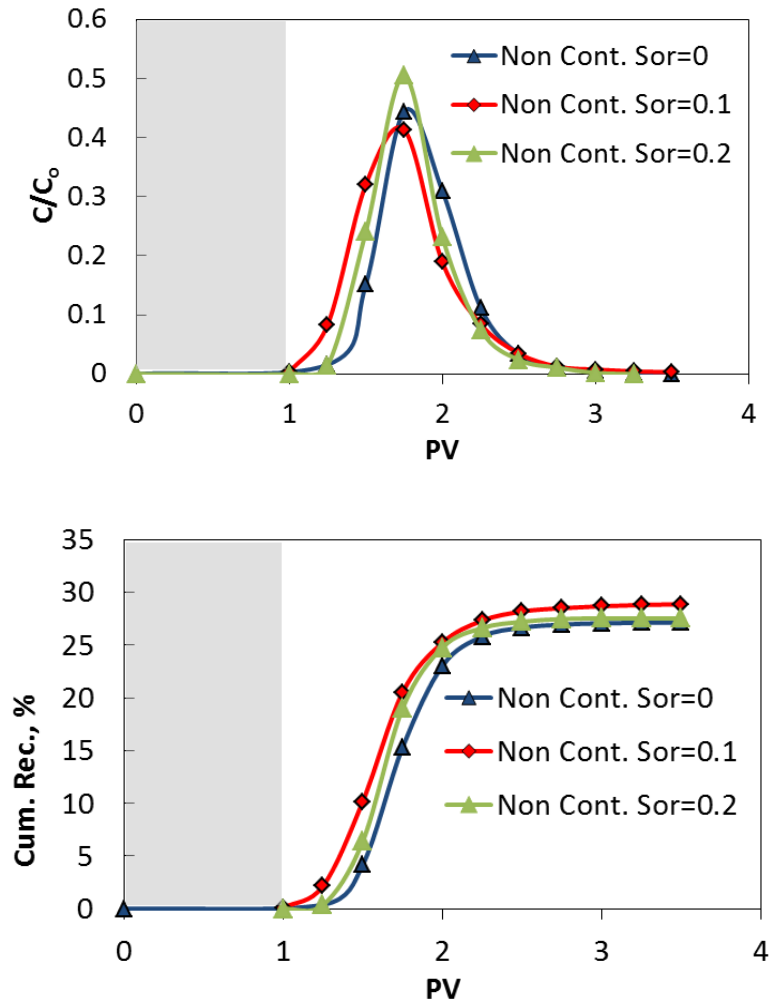 0.6
0.5
0.4
0.3
0.2
0.1
0
C/Co
Non Cont. Sor=0
Non Cont. Sor=0.1
Non Cont. Sor=0.2
0 1 2 3 4
PV
35
30
25
20
15
10
5
0
Cum. Rec., %
Non Cont. Sor=0
Non Cont. Sor=0.1
Non Cont. Sor=0.2
0 1 2 3 4
PV